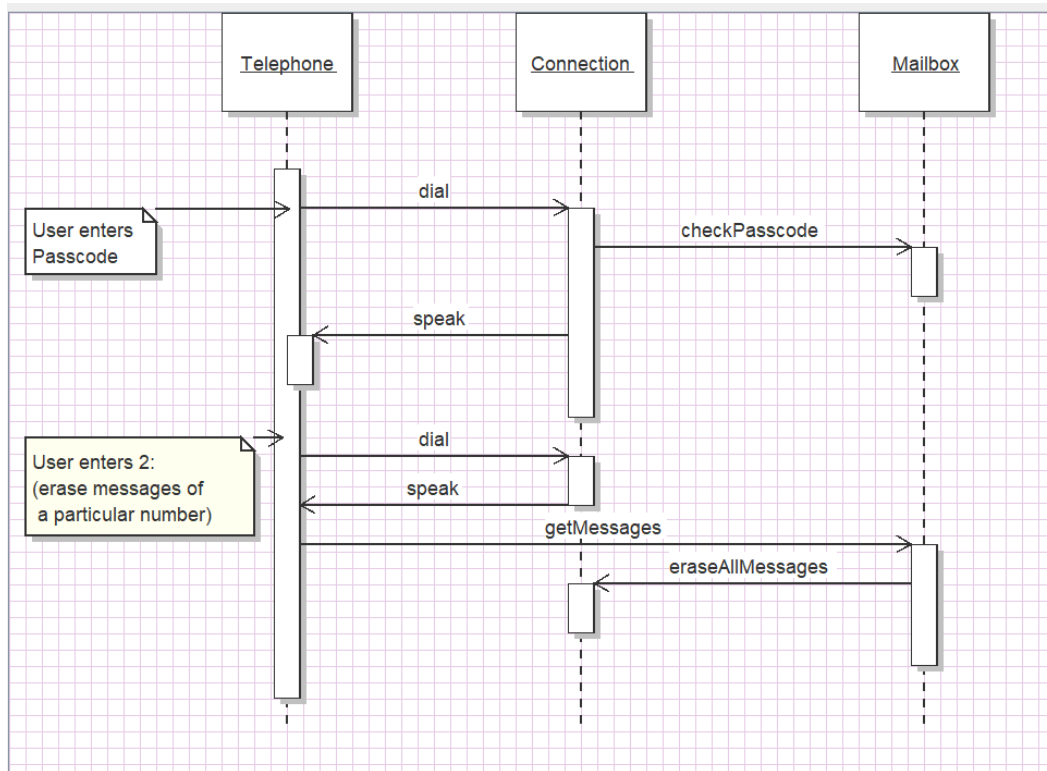 Telephone
Connection
Mailbox
dial
User enters
Passcode
checkPasscode
speak
dial
User enters 2:
(erase messages of
a particular number)
speak
getMessages
eraseAllMessages